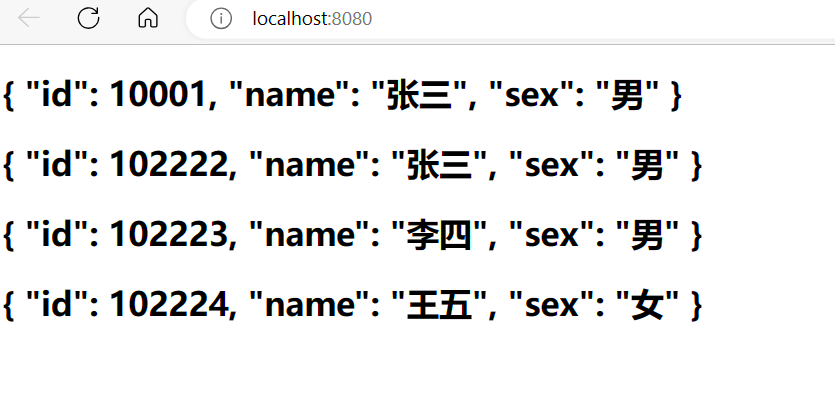 localhost:8080
{ "id": 10001, "name": "张三", "sex": "男" }
{ "id": 102222, "name": "张三", "sex": "男" }
{ "id": 102223, "name": "李四", "sex": "男" }
{ "id": 102224, "name": "王五", "sex": "女" }